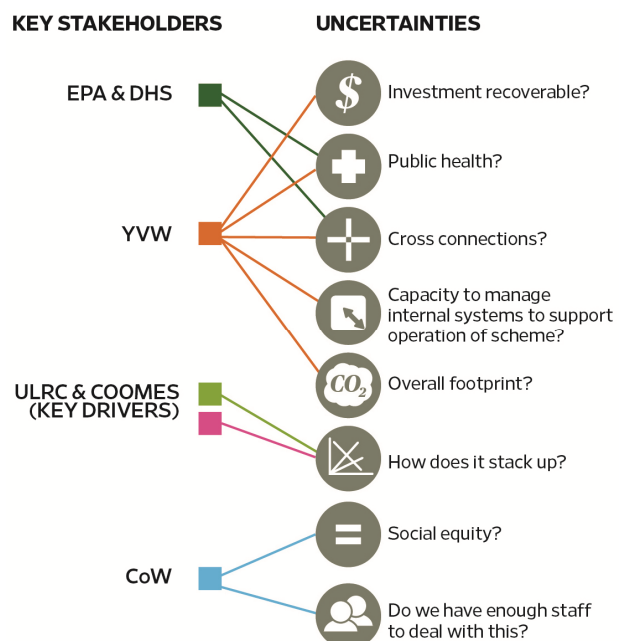 KEY STAKEHOLDERS
UNCERTAINTIES
EPA & DHS
$
Investment recoverable?
Public health?
YVW
Cross connections?
Capacity to manage
internal systems to support
operation of scheme?
ULRC & COOMES
(KEY DRIVERS)
CO₂
Overall footprint?
How does it stack up?
=
Social equity?
CoW
Do we have enough staff
to deal with this?